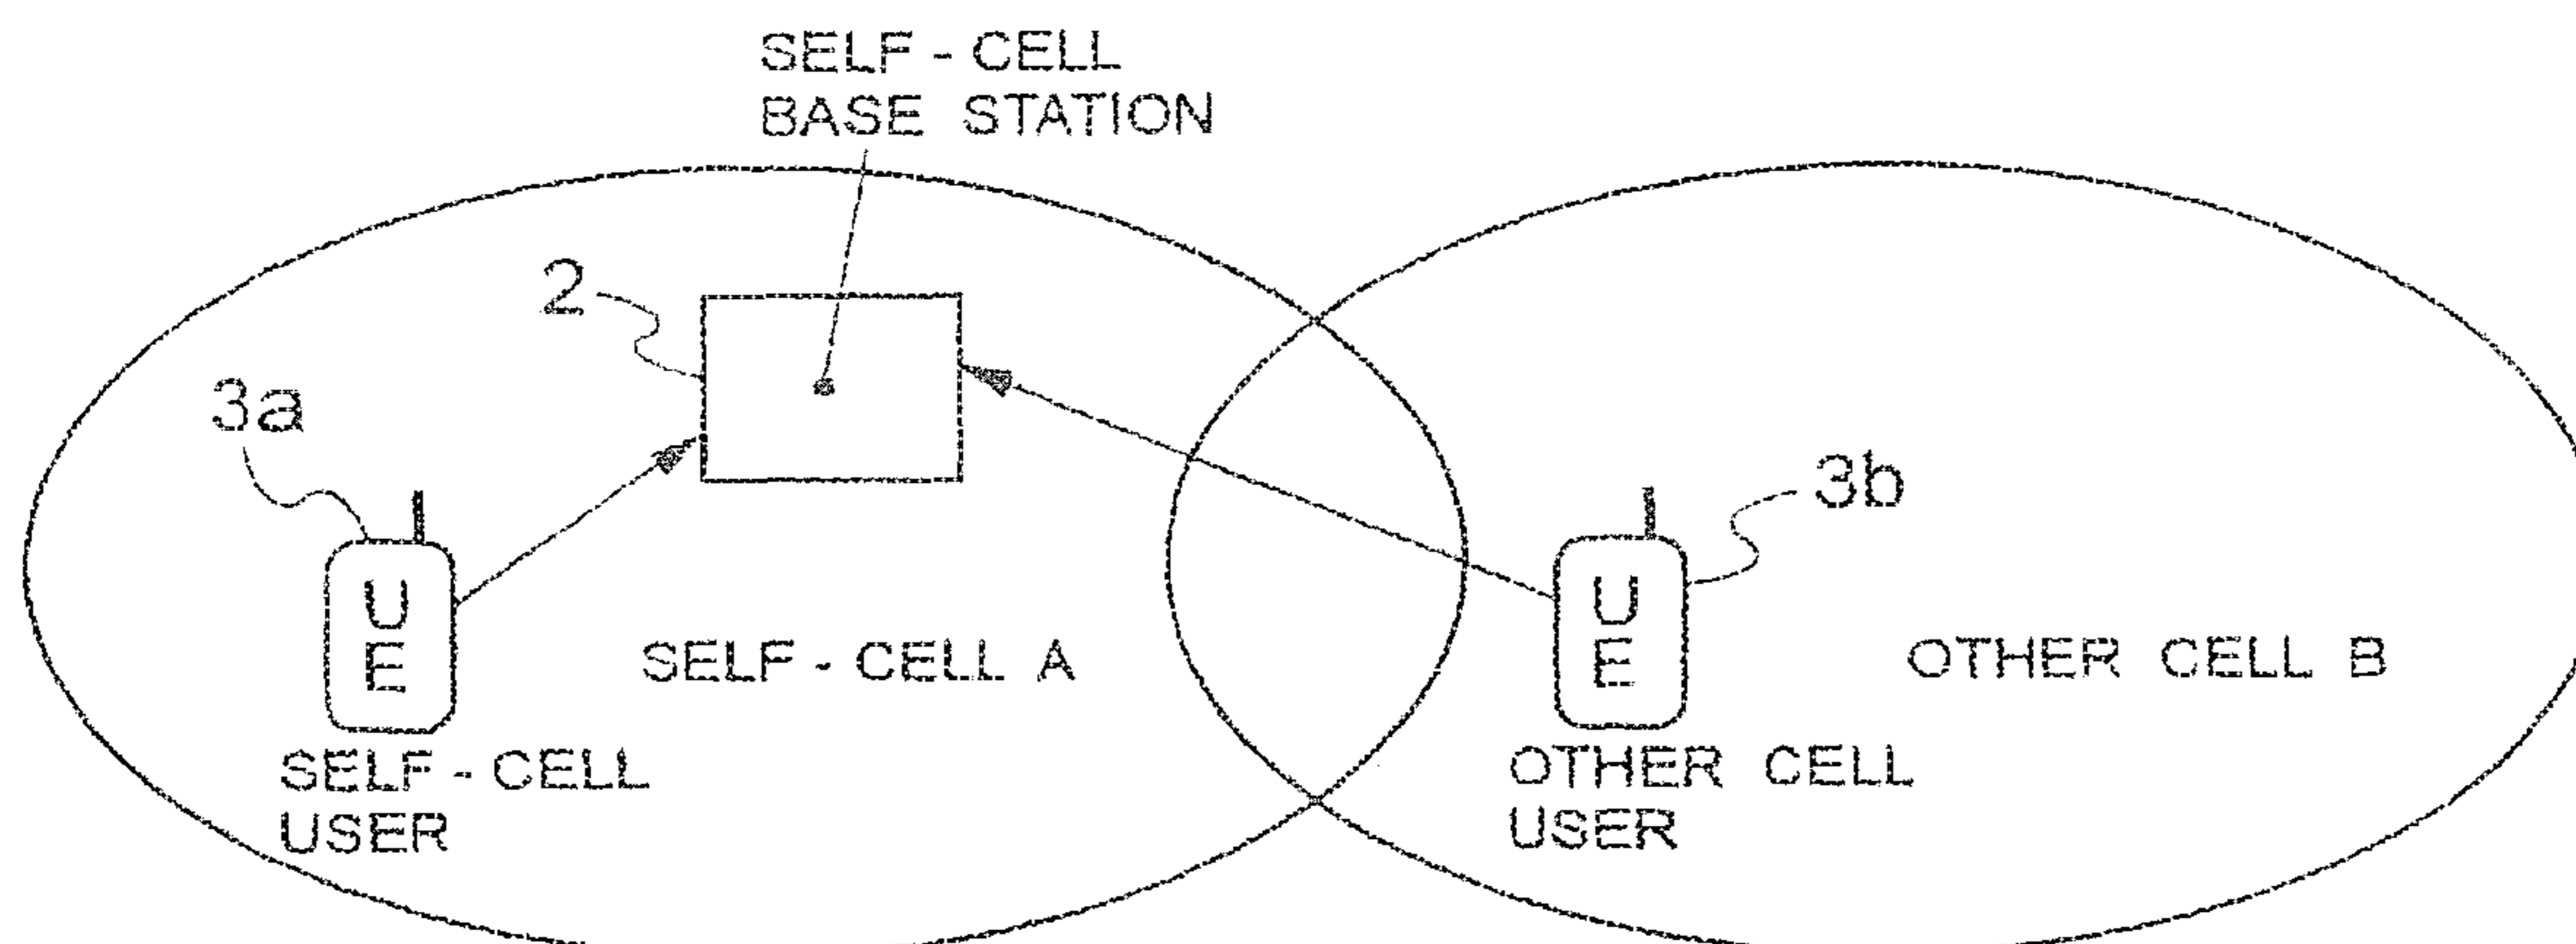 SELF - CELL
BASE STATION
2
3a
3b
U
E
U
E
SELF - CELL A
OTHER CELL B
SELF - CELL
USER
OTHER CELL
USER